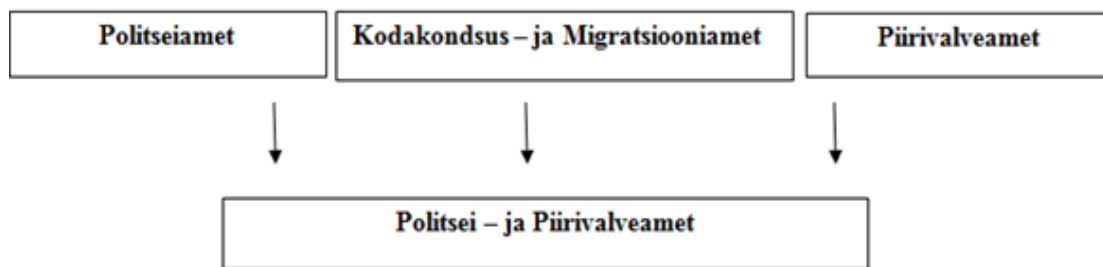 Politseiamet
Kodakondsus – ja Migratsiooniamet
Piirivalveamet
Politsei – ja Piirivalveamet